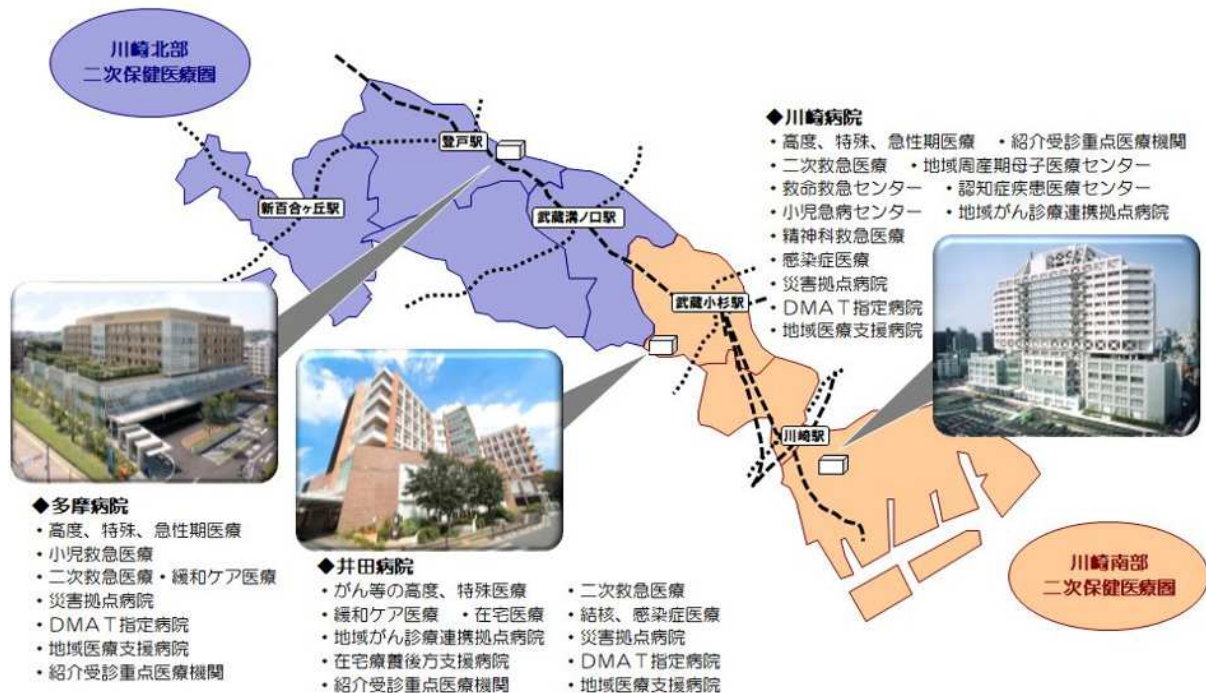 川崎北部
二次保健医療圏
登戸駅
新百合ヶ丘駅
武蔵溝ノ口駅
武蔵小杉駅
川崎駅
◆川崎病院
・高度、特殊、急性期医療 ・紹介受診重点医療機関
・二次救急医療 ・地域周産期母子医療センター
・救命救急センター ・認知症疾患医療センター
・小児急病センター ・地域がん診療連携拠点病院
・精神科救急医療
・感染症医療
・災害拠点病院
・DMAT指定病院
・地域医療支援病院
◆多摩病院
・高度、特殊、急性期医療
・小児救急医療
・二次救急医療・緩和ケア医療
・災害拠点病院
・DMAT指定病院
・地域医療支援病院
・紹介受診重点医療機関
◆井田病院
・がん等の高度、特殊医療 ・二次救急医療
・緩和ケア医療 ・在宅医療 ・結核、感染症医療
・地域がん診療連携拠点病院 ・災害拠点病院
・在宅療養後方支援病院 ・DMAT指定病院
・紹介受診重点医療機関 ・地域医療支援病院
川崎南部
二次保健医療圏